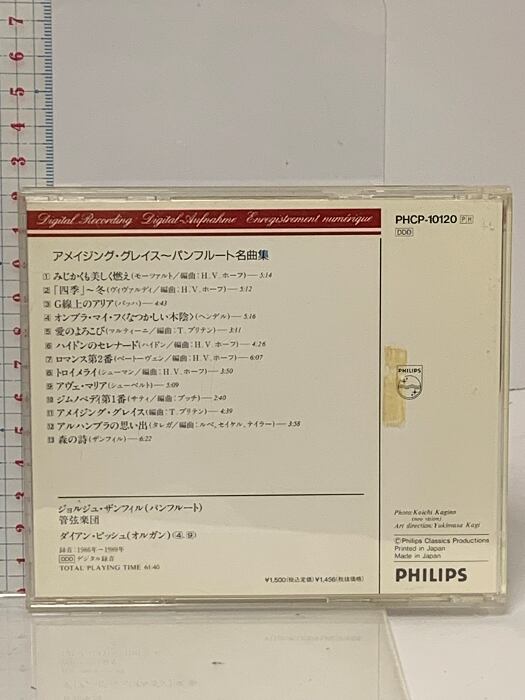 Digital Recording Digital-Aufnahme Enregistrement numérique
PHCP-10120 PH
DDD
アメイジング・グレイス〜パンフルート名曲集
1 みじかくも美しく燃え(モーツァルト/編曲:H.V.ホーフ)— 5:14
2 「四季」〜冬(ヴィヴァルディ/編曲:H.V.ホーフ)— 5:12
3 G線上のアリア(バッハ)— 4:43
4 オンブラ・マイ・フ〈なつかしい木陰〉(ヘンデル)— 5:16
5 愛のよろこび(マルティーニ/編曲:T.ブリテン)— 3:11
6 ハイドンのセレナード(ハイドン/編曲:H.V.ホーフ)— 4:26
7 ロマンス第2番(ベートーヴェン/編曲:H.V.ホーフ)— 6:07
8 トロイメライ(シューマン/編曲:H.V.ホーフ)— 3:50
9 アヴェ・マリア(シューベルト)— 5:09
10 ジムノペディ第1番(サティ/編曲:プッチ)— 2:40
11 アメイジング・グレイス(編曲:T.ブリテン)— 4:39
12 アルハンブラの思い出(タレガ/編曲:ルペ、セイケル、テイラー)— 3:58
13 森の詩(ザンフィル)— 6:22
ジョルジュ・ザンフィル(パンフルート)
管弦楽団
ダイアン・ビッシュ(オルガン) ④,⑨
録音:1986年〜1989年
DDD デジタル録音
TOTAL PLAYING TIME 61:40
¥1,500(税込定価)¥1,456(税抜価格)
PHILIPS
Photo: Koichi Kagino
(neo vision)
Art direction: Yukimasa Kagi
©Philips Classics Productions
Printed in Japan
Made in Japan
PHILIPS